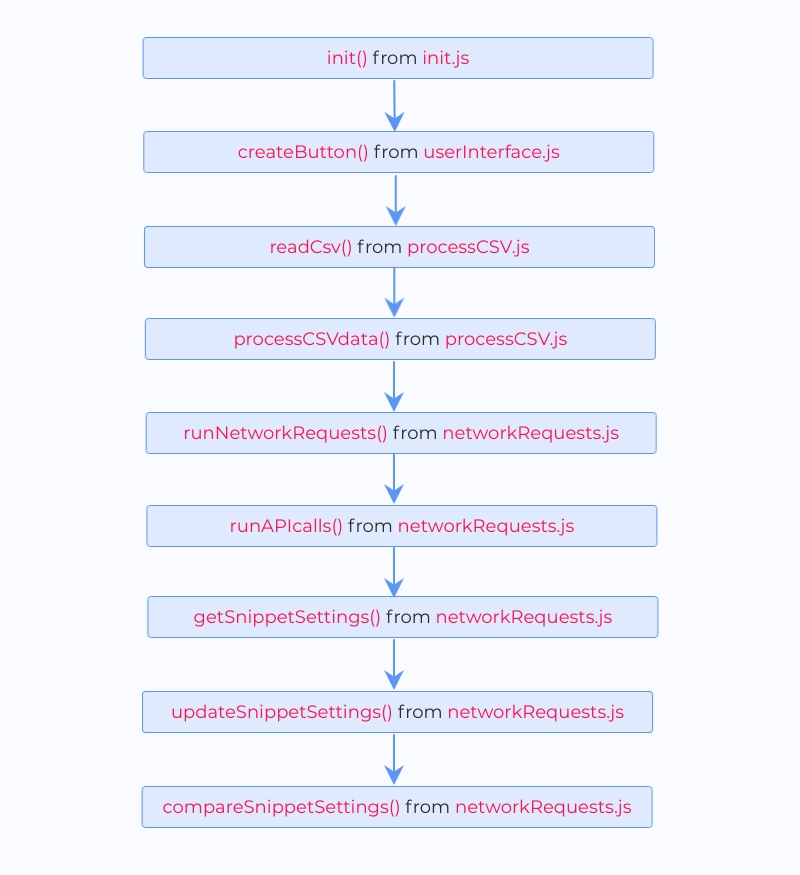 init() from init.js
createButton() from userInterface.js
readCsv() from processCSV.js
processCSVdata() from processCSV.js
runNetworkRequests() from networkRequests.js
runAPIcalls() from networkRequests.js
getSnippetSettings() from networkRequests.js
updateSnippetSettings() from networkRequests.js
compareSnippetSettings() from networkRequests.js